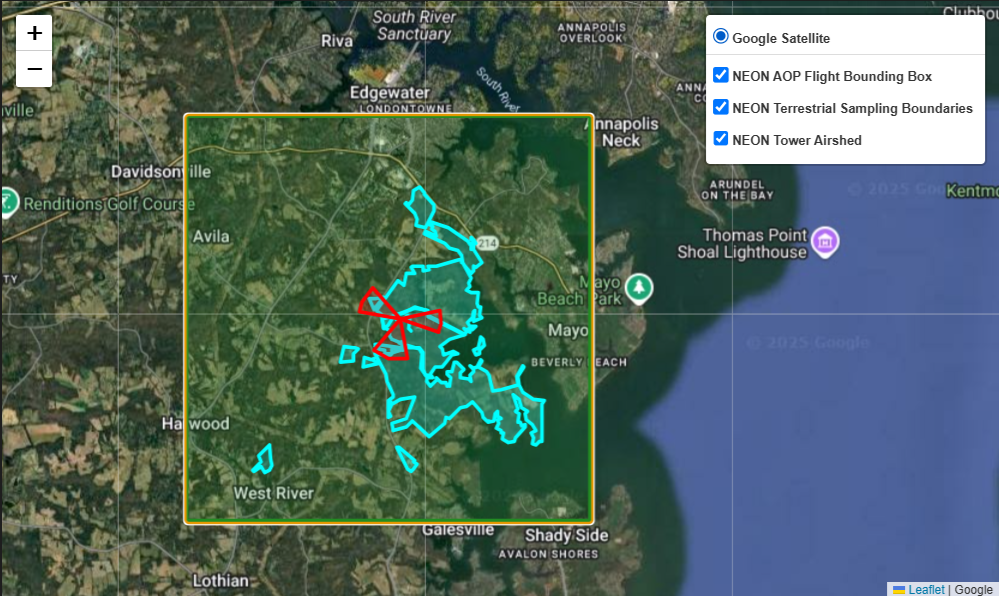 +
−
South River
Sanctuary
Riva
ANNAPOLIS
OVERLOOK
Clubhou
Google Satellite
NEON AOP Flight Bounding Box
NEON Terrestrial Sampling Boundaries
NEON Tower Airshed
South River
Edgewater
LONDONTOWNE
ANNA
ville
Annapolis
Neck
Davidsonville
ARUNDEL
ON THE BAY
© 2025 Goo
Kentmo
Renditions Golf Course
Avila
214
Thomas Point
Shoal Lighthouse
TY
Mayo
Beach Park
Mayo
© 2025 Google
BEVERLY BEACH
Harwood
West River
Galesville
Shady Side
AVALON SHORES
Lothian
Leaflet | Google